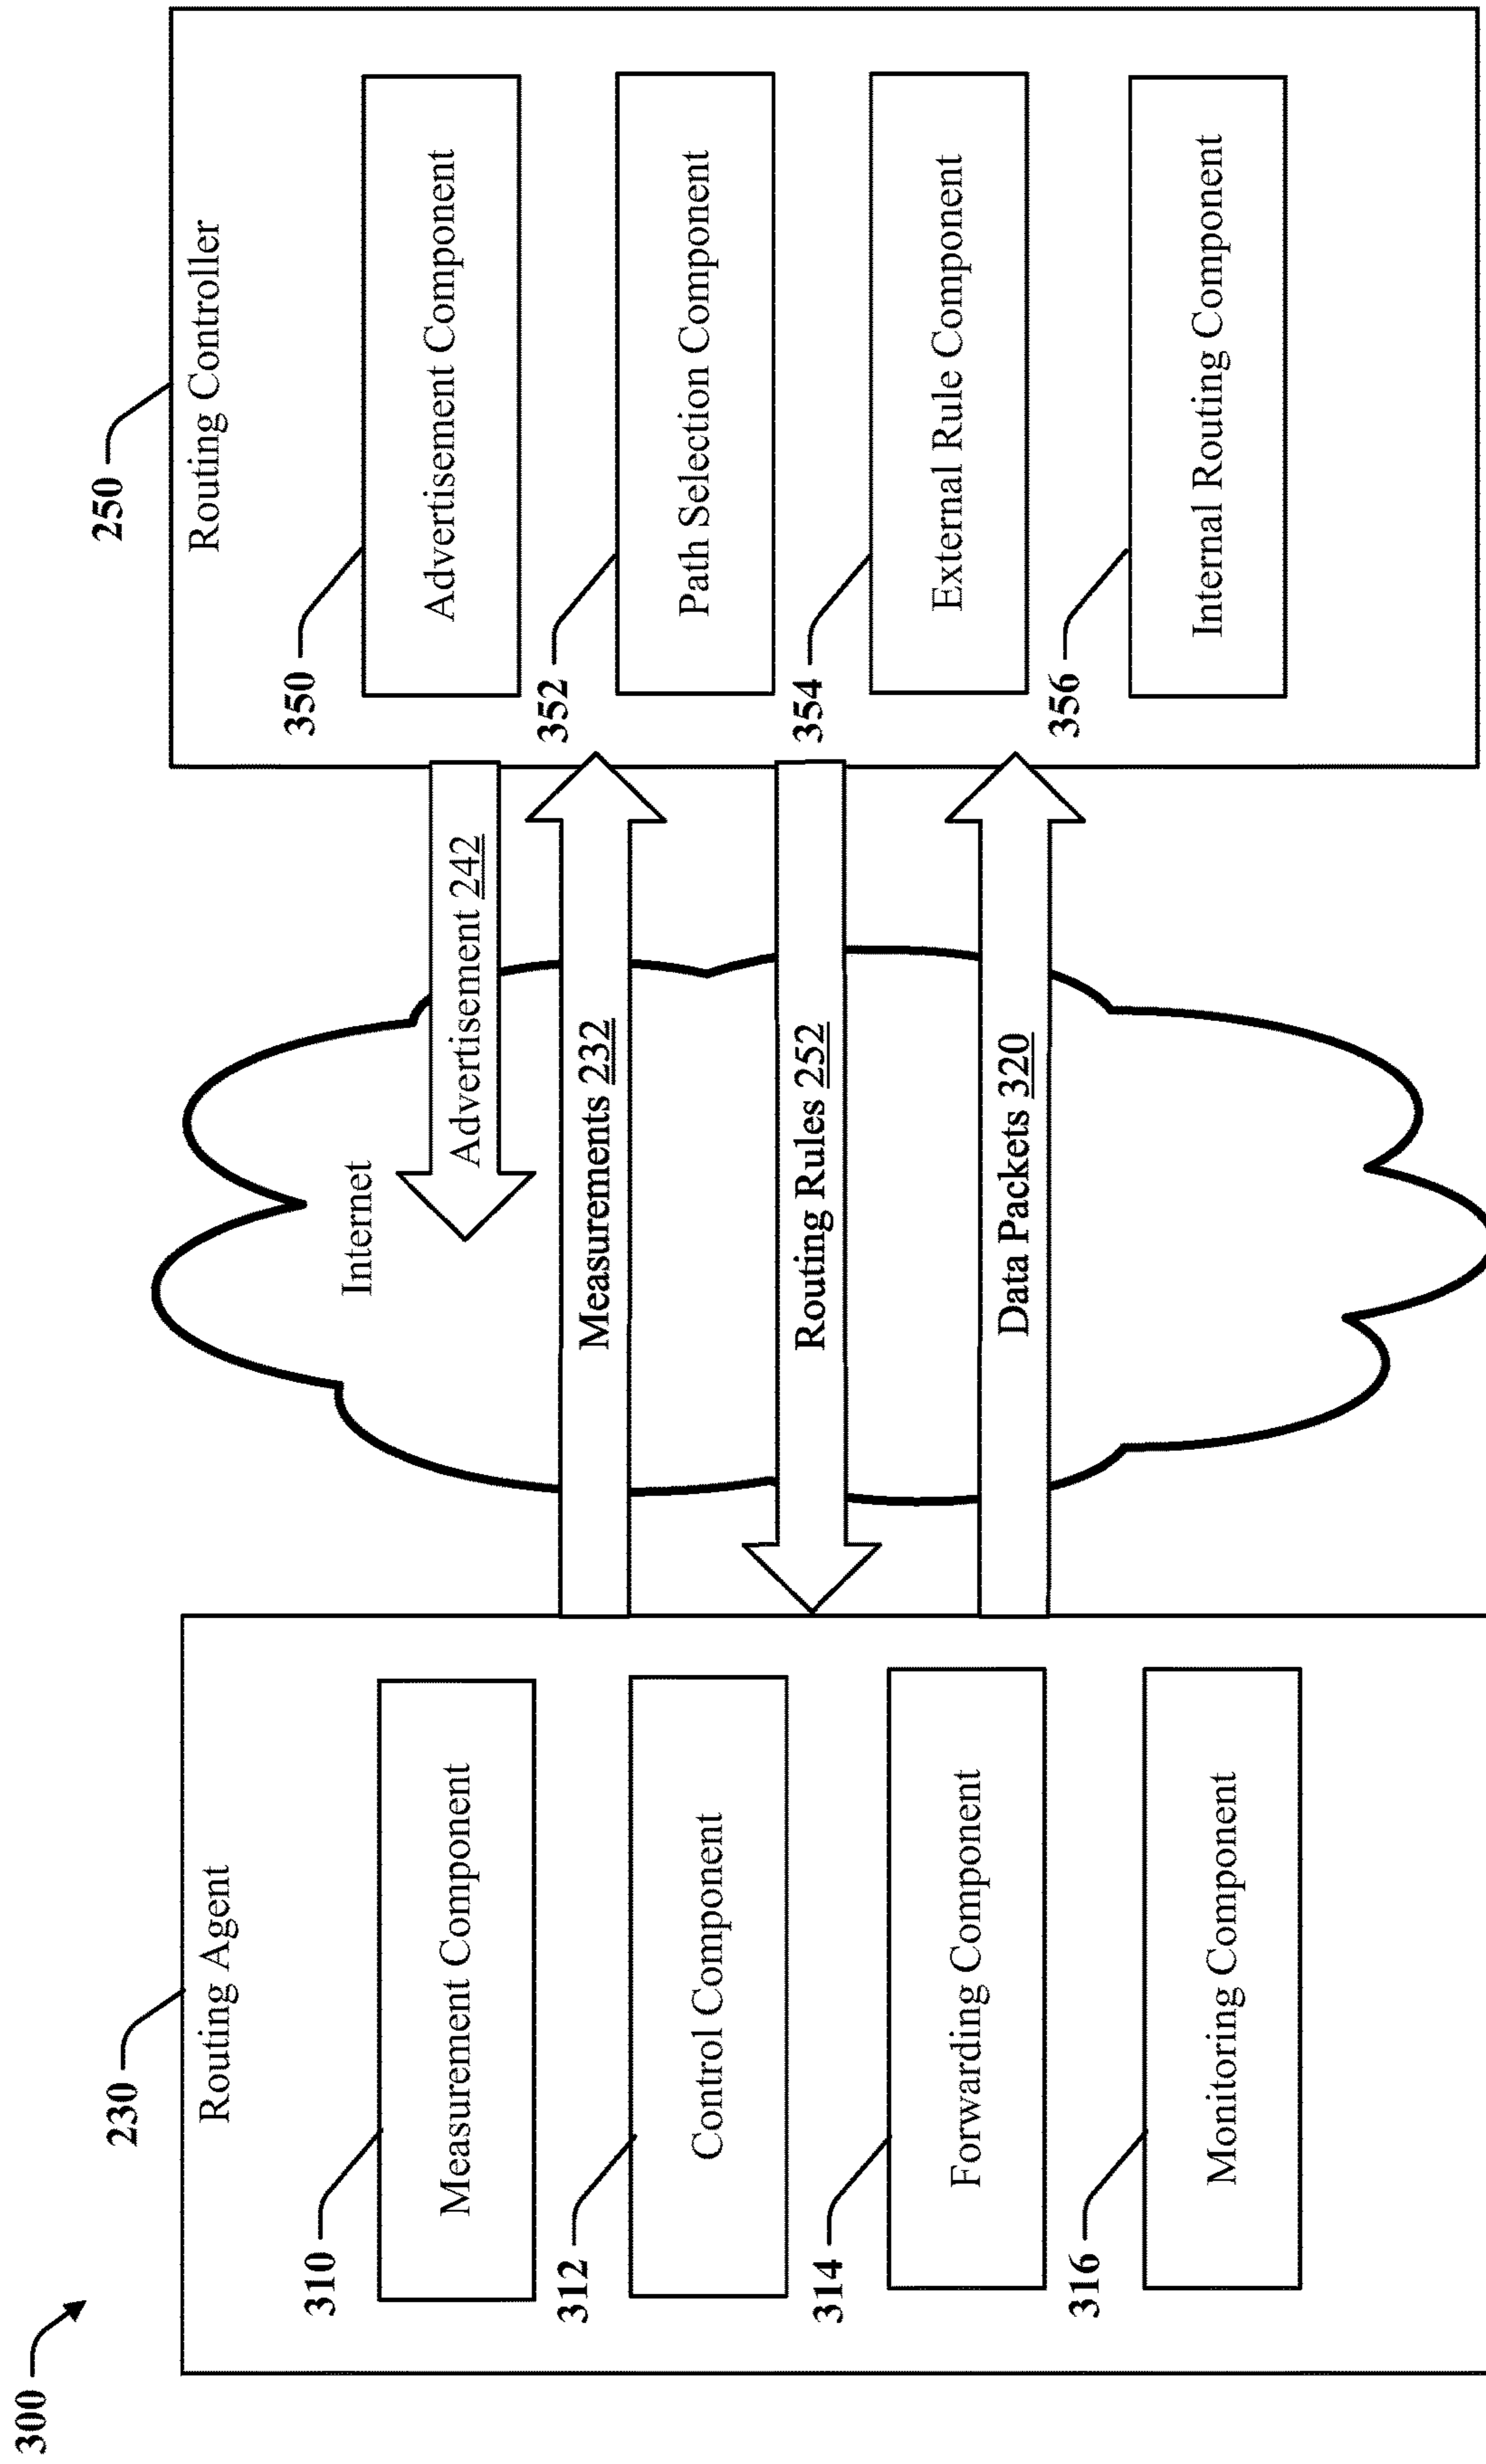 300
230
Routing Agent
310
Measurement Component
312
Control Component
314
Forwarding Component
316
Monitoring Component
Internet
Advertisement 242
Measurements 232
Routing Rules 252
Data Packets 320
250
Routing Controller
350
Advertisement Component
352
Path Selection Component
354
External Rule Component
356
Internal Routing Component